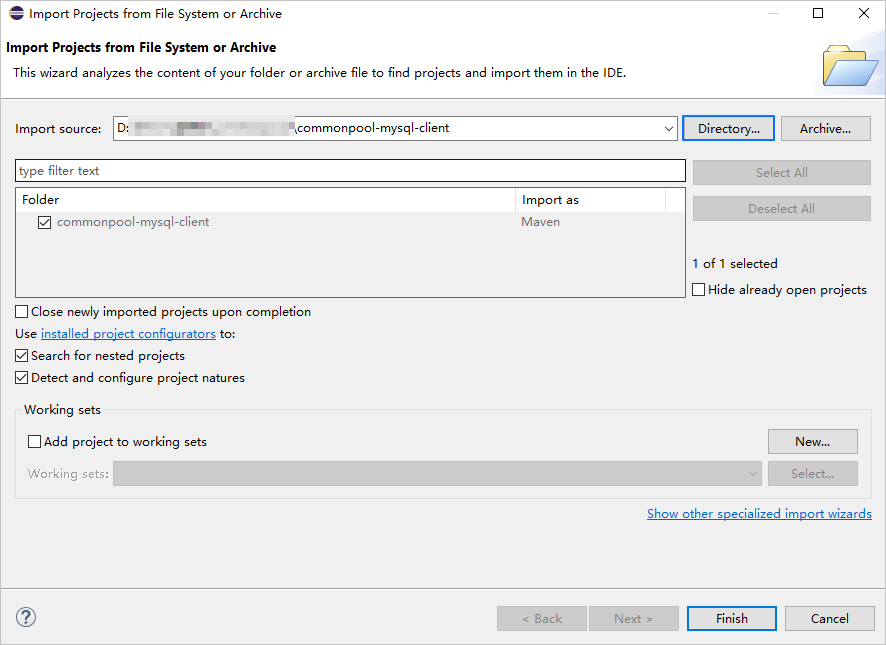 Import Projects from File System or Archive
Import Projects from File System or Archive
This wizard analyzes the content of your folder or archive file to find projects and import them in the IDE.
Import source: D: \commonpool-mysql-client Directory... Archive...
type filter text Select All
Folder Import as
Deselect All
commonpool-mysql-client Maven
1 of 1 selected
Hide already open projects
Close newly imported projects upon completion
Use installed project configurators to:
Search for nested projects
Detect and configure project natures
Working sets
Add project to working sets New...
Working sets: Select...
Show other specialized import wizards
? < Back Next > Finish Cancel